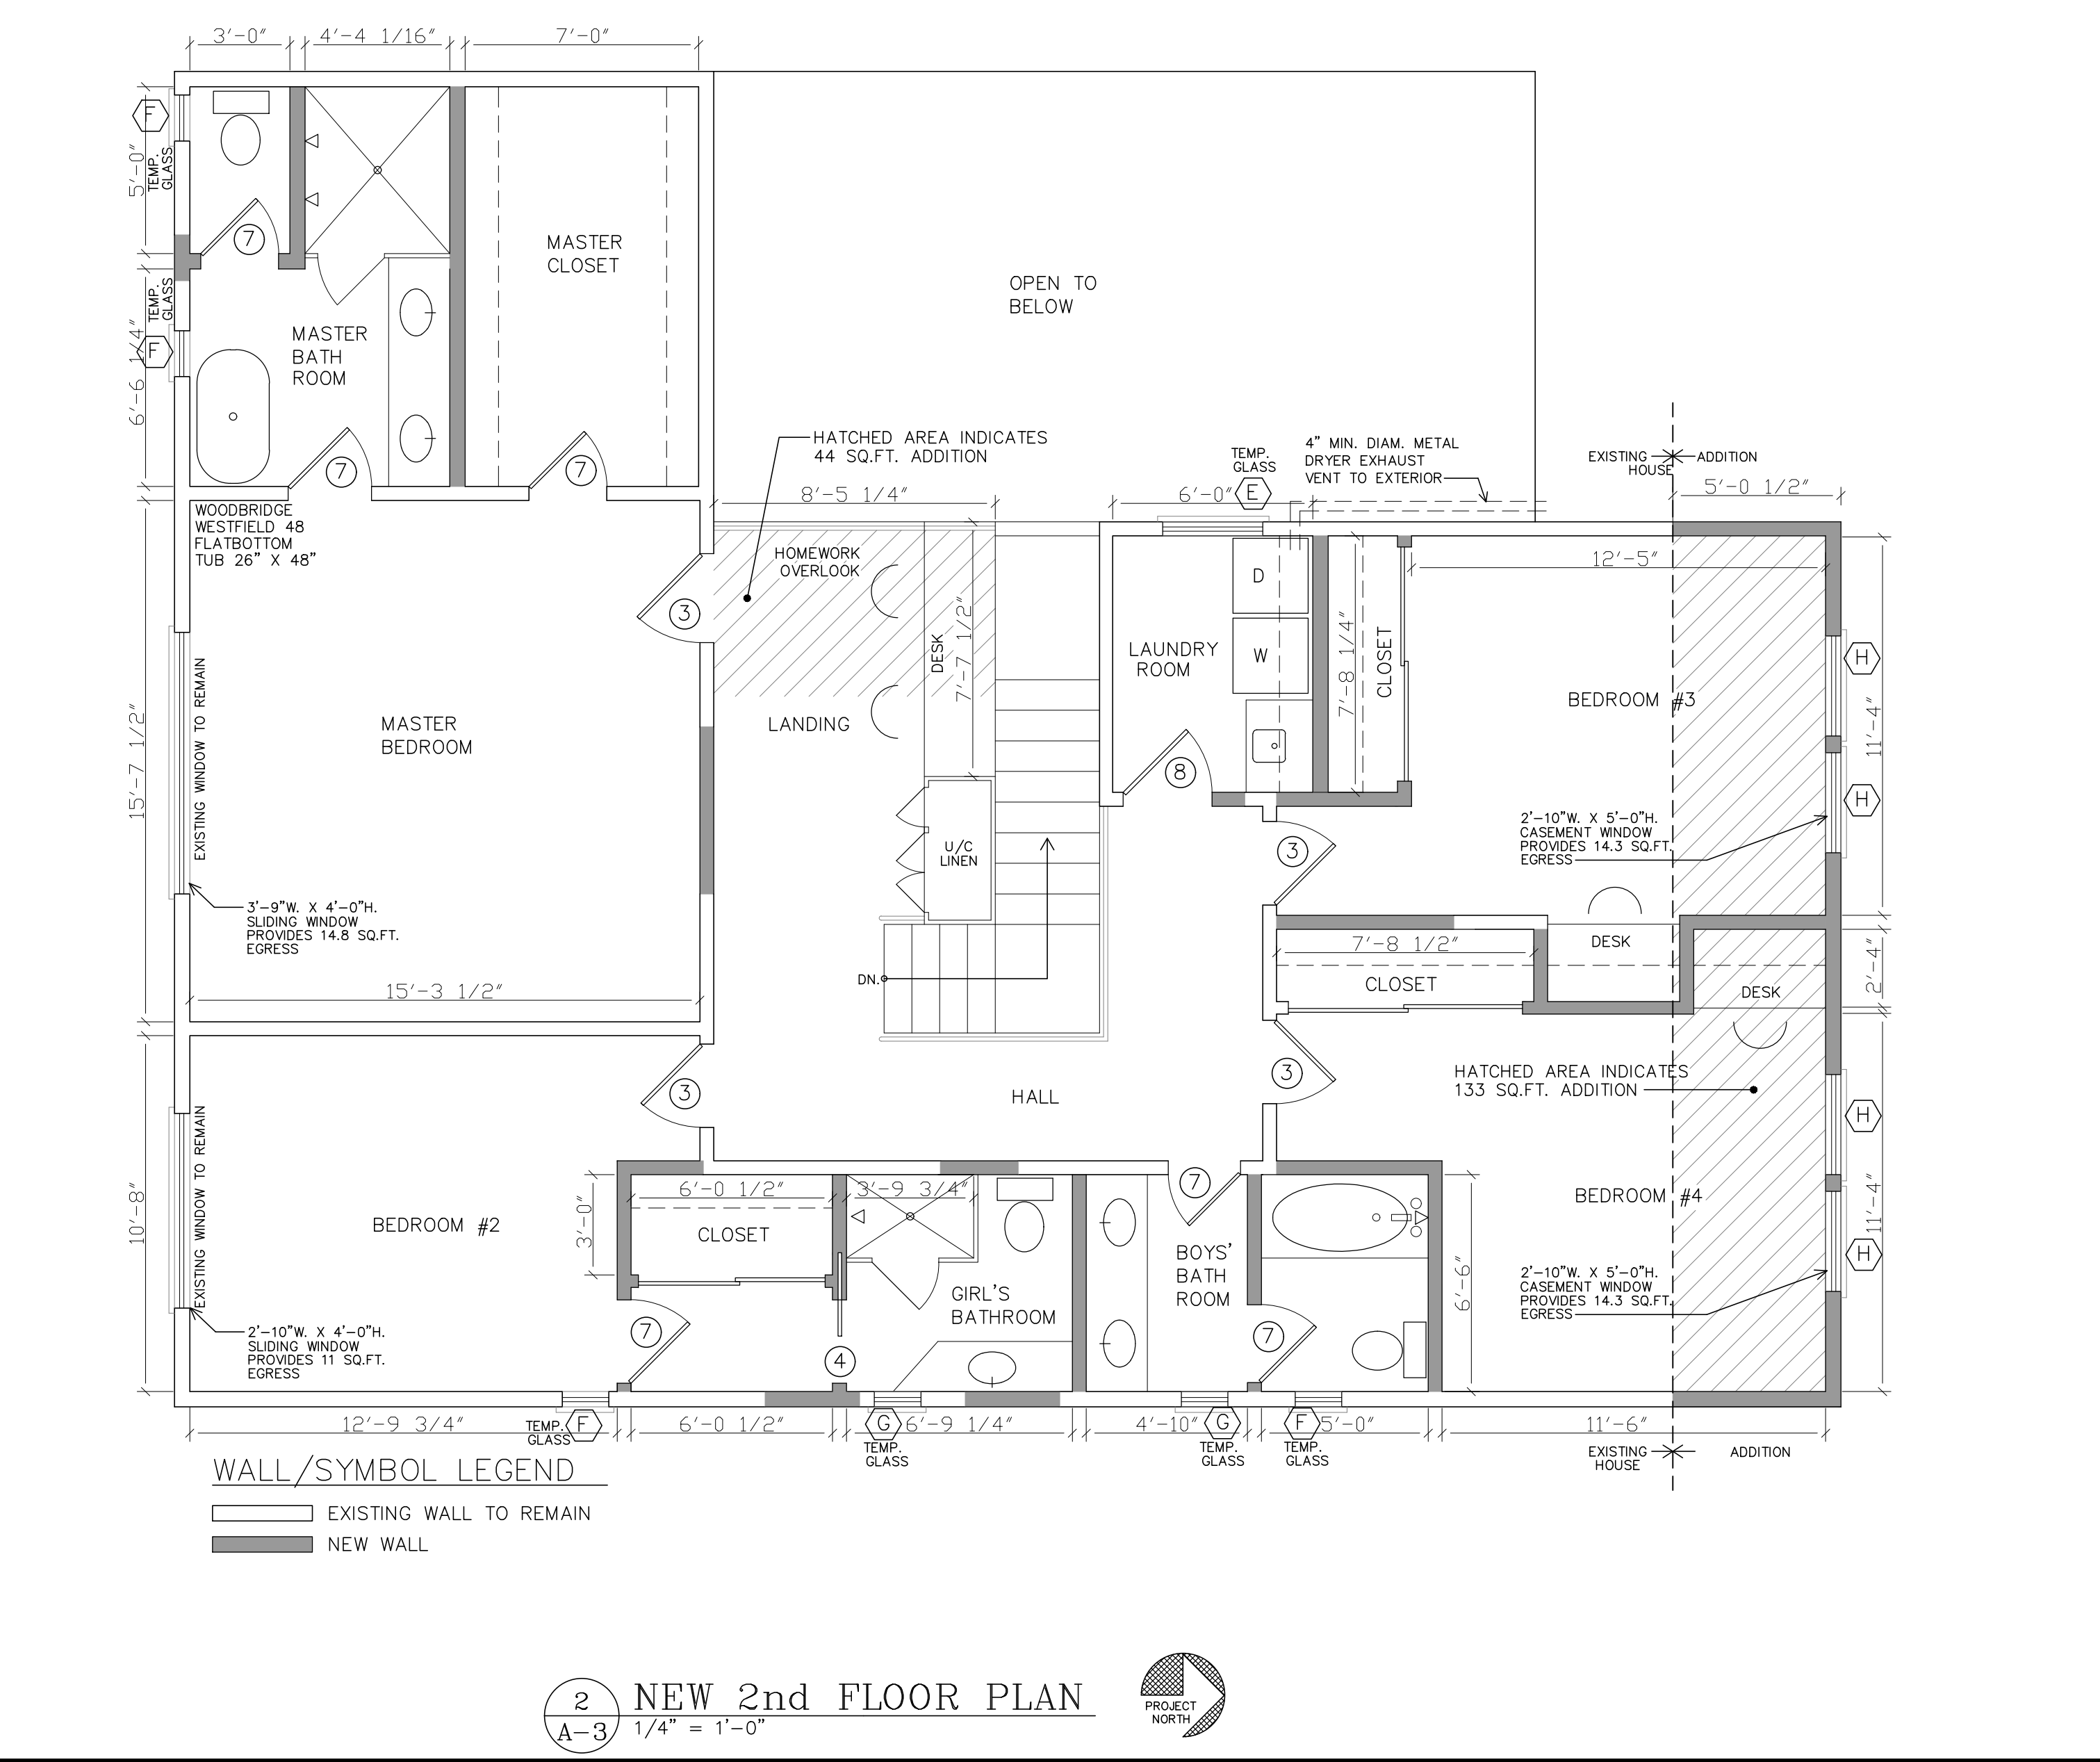 3'-0"
4'-4 1/16"
7'-0"
F
5'-0"
TEMP.
GLASS
7
MASTER
CLOSET
OPEN TO
BELOW
TEMP.
GLASS
F
6'-6 1/4"
MASTER
BATH
ROOM
7
7
HATCHED AREA INDICATES
44 SQ.FT. ADDITION
TEMP.
GLASS
4" MIN. DIAM. METAL
DRYER EXHAUST
VENT TO EXTERIOR
EXISTING
HOUSE
ADDITION
8'-5 1/4"
6'-0"
E
5'-0 1/2"
WOODBRIDGE
WESTFIELD 48
FLATBOTTOM
TUB 26" X 48"
HOMEWORK
OVERLOOK
12'-5"
D
3
DESK
7'-7 1/2"
LAUNDRY
ROOM
W
7'-8 1/4"
CLOSET
H
BEDROOM #3
11'-4"
EXISTING WINDOW TO REMAIN
MASTER
BEDROOM
LANDING
15'-7 1/2"
8
H
2'-10"W. X 5'-0"H.
CASEMENT WINDOW
PROVIDES 14.3 SQ.FT.
EGRESS
U/C
LINEN
3
3'-9"W. X 4'-0"H.
SLIDING WINDOW
PROVIDES 14.8 SQ.FT.
EGRESS
7'-8 1/2"
DESK
2'-4"
DN.
CLOSET
DESK
15'-3 1/2"
3
3
HATCHED AREA INDICATES
133 SQ.FT. ADDITION
HALL
H
EXISTING WINDOW TO REMAIN
10'-8"
BEDROOM #2
3'-0"
6'-0 1/2"
CLOSET
3'-9 3/4"
7
BEDROOM #4
11'-4"
H
BOYS'
BATH
ROOM
GIRL'S
BATHROOM
6'-6"
2'-10"W. X 5'-0"H.
CASEMENT WINDOW
PROVIDES 14.3 SQ.FT.
EGRESS
2'-10"W. X 4'-0"H.
SLIDING WINDOW
PROVIDES 11 SQ.FT.
EGRESS
7
4
7
12'-9 3/4"
TEMP.
GLASS
F
6'-0 1/2"
G
TEMP.
GLASS
6'-9 1/4"
4'-10"
G
TEMP.
GLASS
F
TEMP.
GLASS
5'-0"
11'-6"
EXISTING
HOUSE
ADDITION
WALL/SYMBOL LEGEND
EXISTING WALL TO REMAIN
NEW WALL
2
A-3
NEW 2nd FLOOR PLAN
1/4" = 1'-0"
PROJECT
NORTH